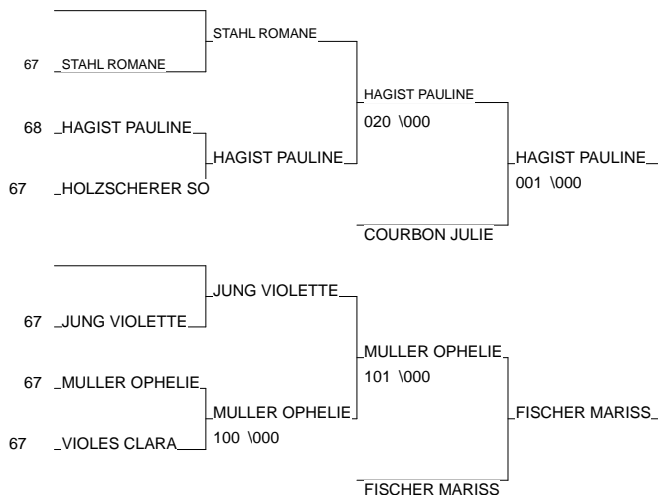 STAHL ROMANE
67 STAHL ROMANE
HAGIST PAULINE
020 \000
68 HAGIST PAULINE
HAGIST PAULINE
HAGIST PAULINE
001 \000
67 HOLZSCHERER SO
COURBON JULIE
JUNG VIOLETTE
67 JUNG VIOLETTE
MULLER OPHELIE
101 \000
67 MULLER OPHELIE
MULLER OPHELIE
100 \000
FISCHER MARISS
67 VIOLES CLARA
FISCHER MARISS